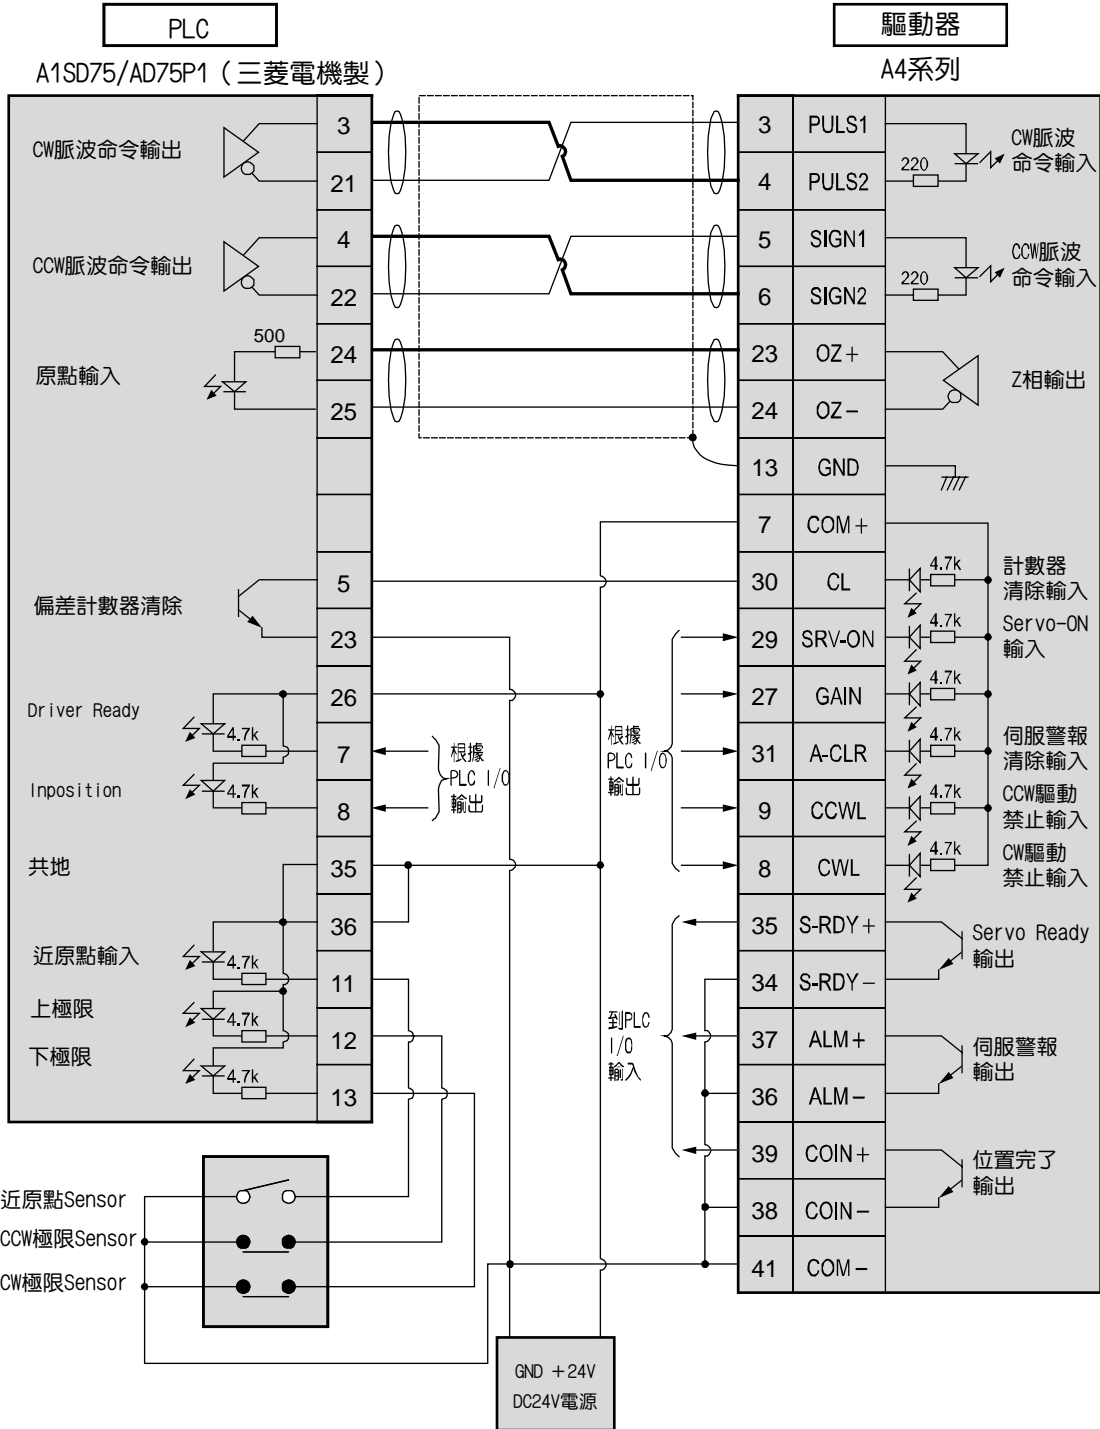 PLC
驅動器
A1SD75/AD75P1（三菱電機製）
A4系列
CW脈波命令輸出
3
21
3 PULS1
4 PULS2
220
CW脈波
命令輸入
CCW脈波命令輸出
4
22
5 SIGN1
6 SIGN2
220
CCW脈波
命令輸入
原點輸入
500
24
25
23 OZ+
24 OZ−
Z相輸出
13 GND
7 COM+
偏差計數器清除
5
23
30 CL
4.7k
計數器
清除輸入
29 SRV-ON
4.7k
Servo-ON
輸入
Driver Ready
4.7k
26
7
27 GAIN
4.7k
Inposition
4.7k
8
根據
PLC I/O
輸出
根據
PLC I/O
輸出
31 A-CLR
4.7k
伺服警報
清除輸入
9 CCWL
4.7k
CCW驅動
禁止輸入
共地
35
36
8 CWL
4.7k
CW驅動
禁止輸入
近原點輸入
4.7k
11
上極限
4.7k
12
下極限
4.7k
13
到PLC
I/O
輸入
35 S-RDY+
34 S-RDY−
Servo Ready
輸出
37 ALM+
36 ALM−
伺服警報
輸出
39 COIN+
38 COIN−
位置完了
輸出
41 COM−
近原點Sensor
CCW極限Sensor
CW極限Sensor
GND +24V
DC24V電源